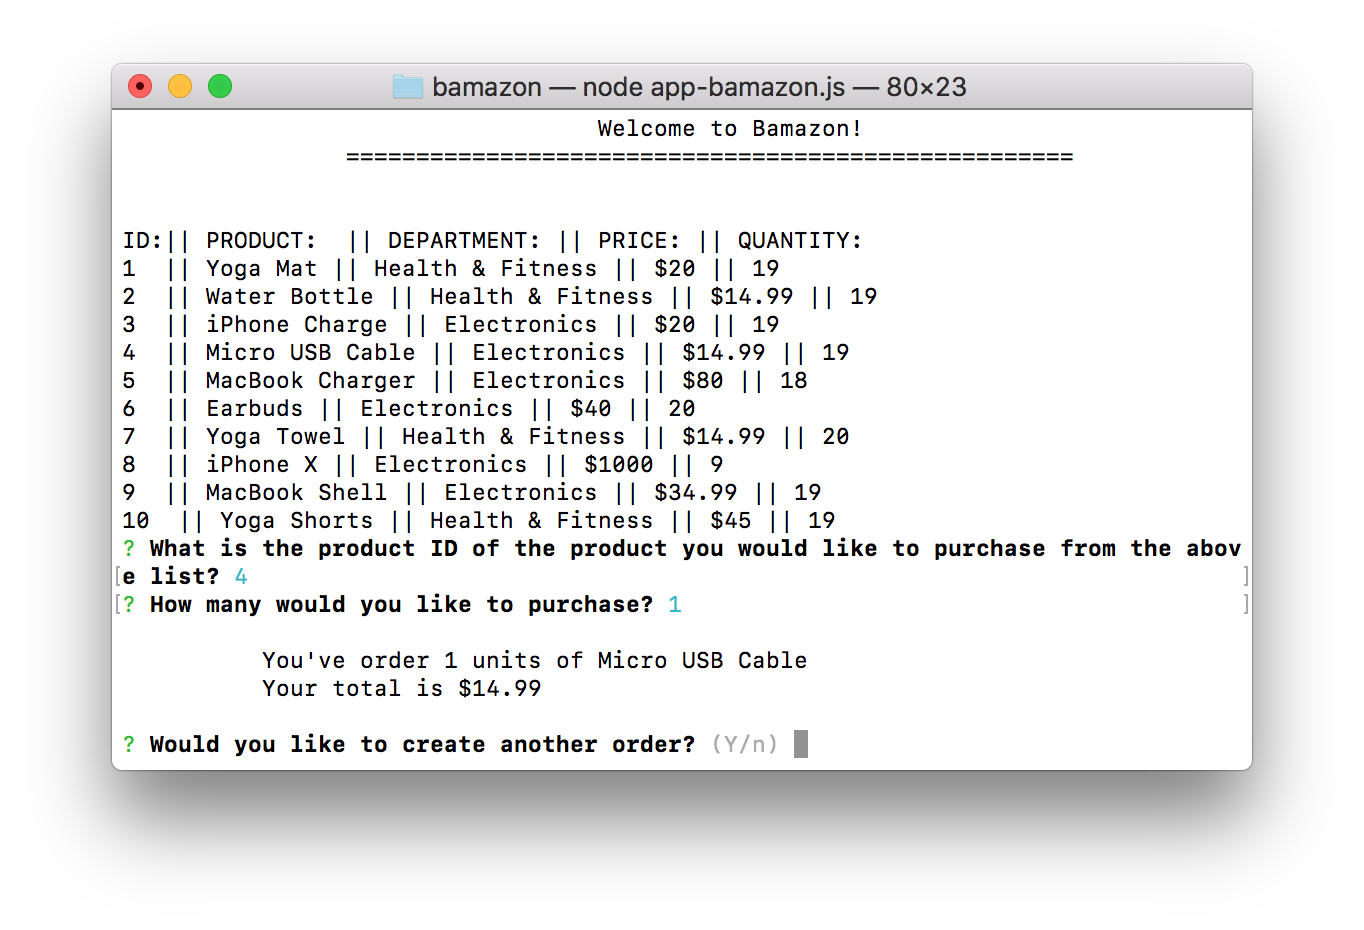 bamazon — node app-bamazon.js — 80×23
Welcome to Bamazon!
====================================================
ID:|| PRODUCT:  || DEPARTMENT: || PRICE: || QUANTITY:
1  || Yoga Mat || Health & Fitness || $20 || 19
2  || Water Bottle || Health & Fitness || $14.99 || 19
3  || iPhone Charge || Electronics || $20 || 19
4  || Micro USB Cable || Electronics || $14.99 || 19
5  || MacBook Charger || Electronics || $80 || 18
6  || Earbuds || Electronics || $40 || 20
7  || Yoga Towel || Health & Fitness || $14.99 || 20
8  || iPhone X || Electronics || $1000 || 9
9  || MacBook Shell || Electronics || $34.99 || 19
10  || Yoga Shorts || Health & Fitness || $45 || 19
? What is the product ID of the product you would like to purchase from the abov
[e list? 4 ]
[? How many would you like to purchase? 1 ]
You've order 1 units of Micro USB Cable
Your total is $14.99
? Would you like to create another order? (Y/n)